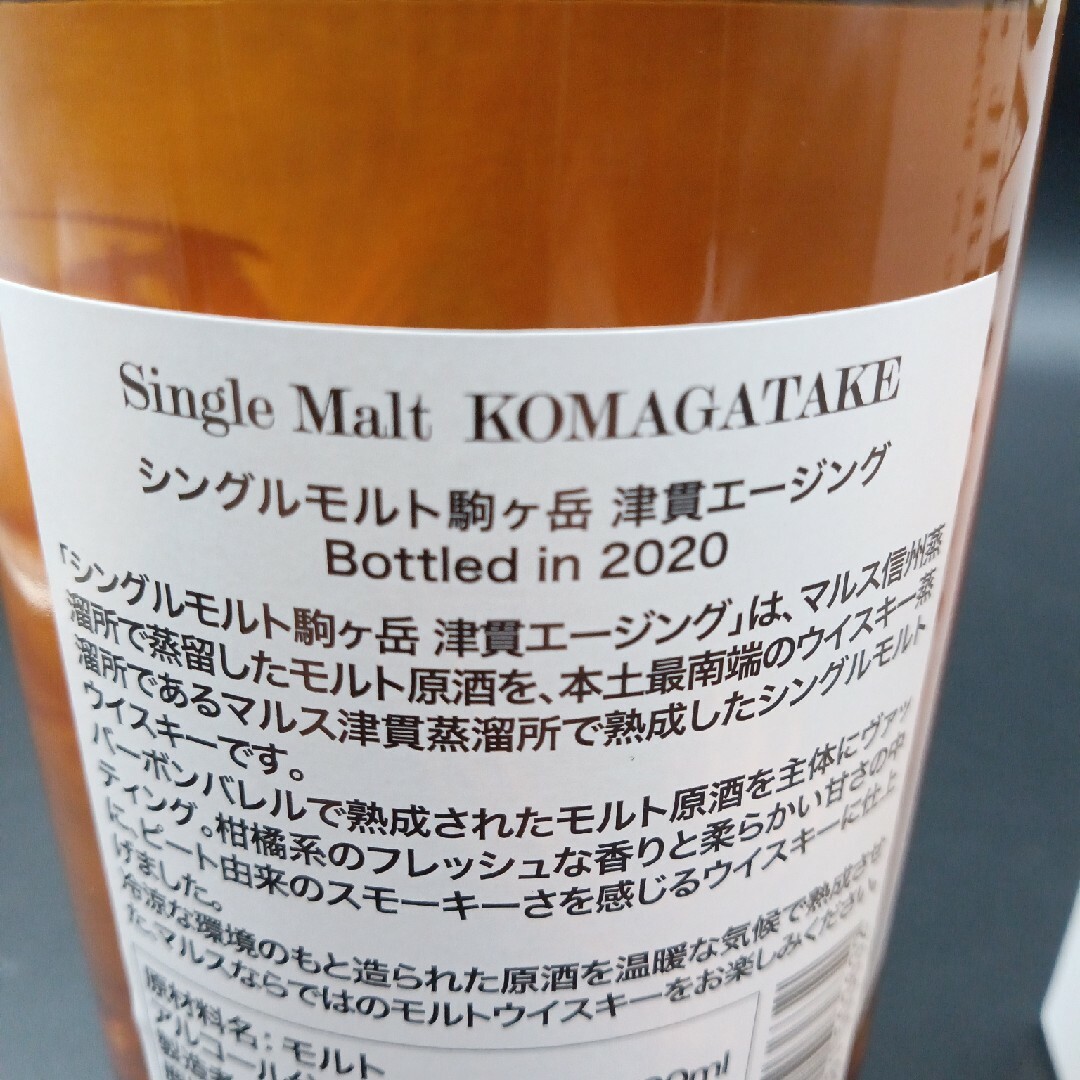 Single Malt KOMAGATAKE
シングルモルト駒ヶ岳 津貫エージング
Bottled in 2020
「シングルモルト駒ヶ岳 津貫エージング」は、マルス信州蒸
溜所で蒸留したモルト原酒を、本土最南端のウイスキー蒸
溜所であるマルス津貫蒸溜所で熟成したシングルモルト
ウイスキーです。
バーボンバレルで熟成されたモルト原酒を主体にヴァッ
ティング。柑橘系のフレッシュな香りと柔らかい甘さの中
に、ピート由来のスモーキーさを感じるウイスキーに仕上
げました。
冷涼な環境のもと造られた原酒を温暖な気候で熟成させ
たマルスならではのモルトウイスキーをお楽しみください。
原材料名：モルト
アルコール
製造者
ml